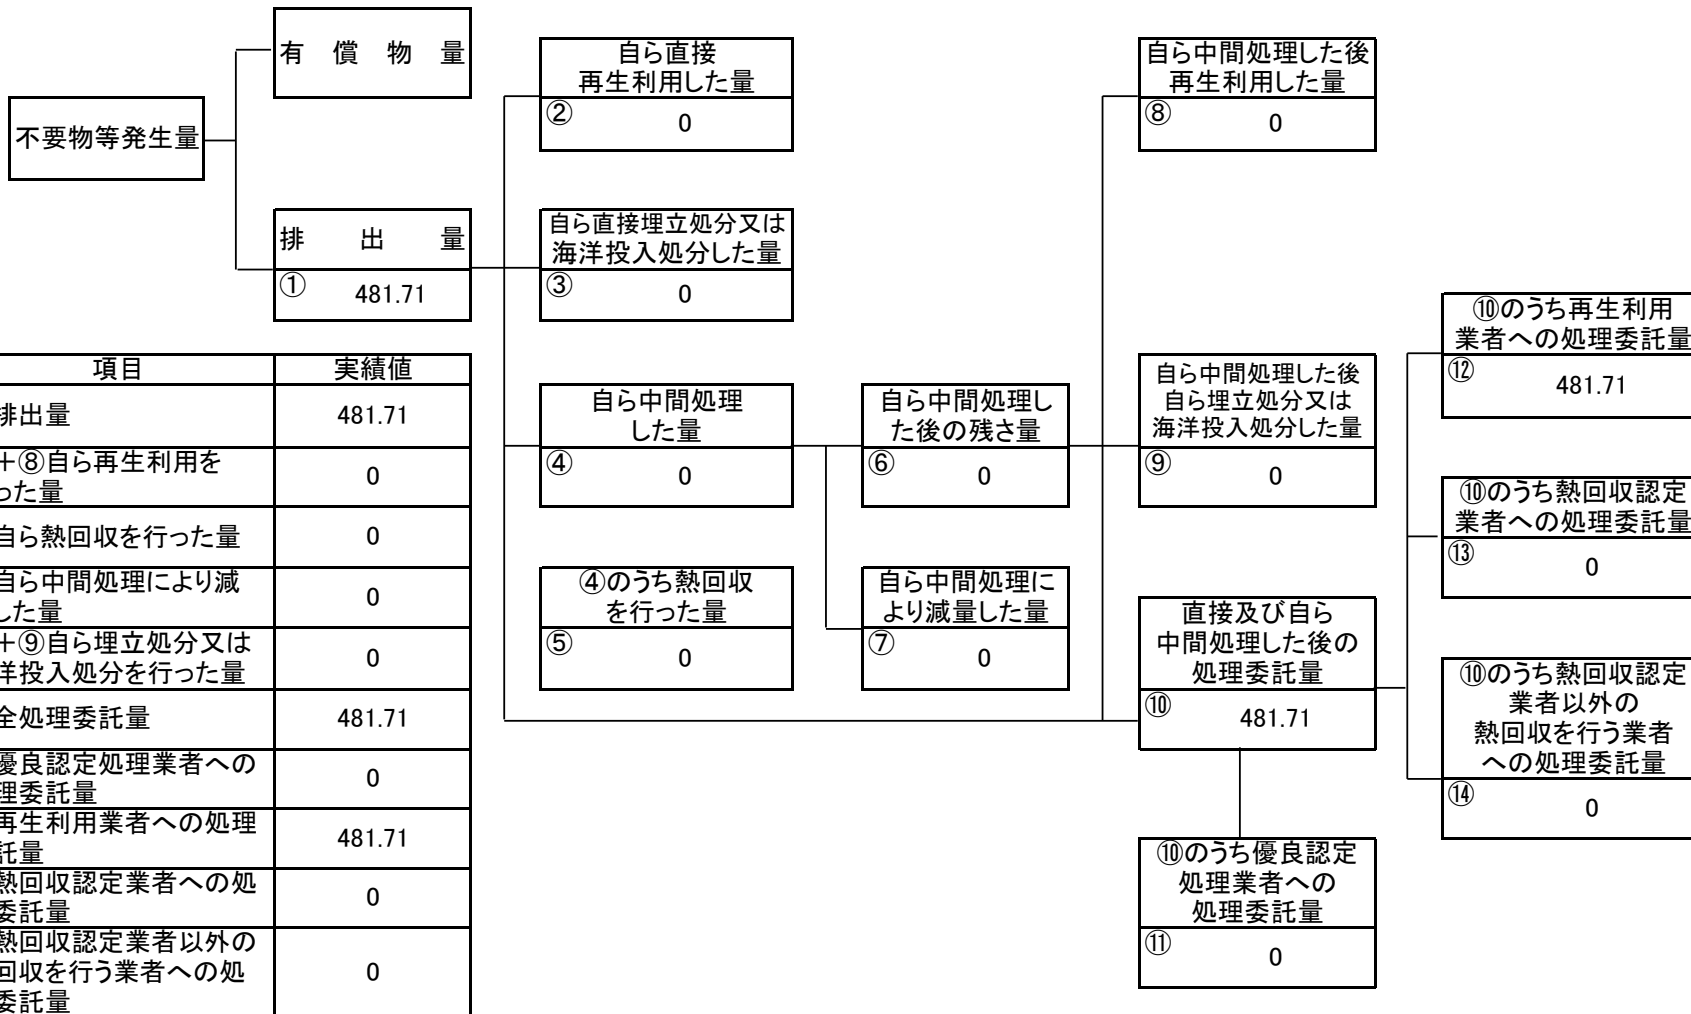 不要物等発生量
有償物量
排出量
①
481.71
自ら直接
再生利用した量
②
0
自ら直接埋立処分又は
海洋投入処分した量
③
0
自ら中間処理
した量
④
0
④のうち熱回収
を行った量
⑤
0
自ら中間処理し
た後の残さ量
⑥
0
自ら中間処理に
より減量した量
⑦
0
自ら中間処理した後
再生利用した量
⑧
0
自ら中間処理した後
自ら埋立処分又は
海洋投入処分した量
⑨
0
直接及び自ら
中間処理した後の
処理委託量
⑩
481.71
⑩のうち優良認定
処理業者への
処理委託量
⑪
0
⑩のうち再生利用
業者への処理委託量
⑫
481.71
⑩のうち熱回収認定
業者への処理委託量
⑬
0
⑩のうち熱回収認定
業者以外の
熱回収を行う業者
への処理委託量
⑭
0
項目 実績値
排出量 481.71
+⑧自ら再生利用を
った量 0
自ら熱回収を行った量 0
自ら中間処理により減
した量 0
+⑨自ら埋立処分又は
洋投入処分を行った量 0
全処理委託量 481.71
優良認定処理業者への
理委託量 0
再生利用業者への処理
託量 481.71
熱回収認定業者への処
委託量 0
熱回収認定業者以外の
回収を行う業者への処
委託量 0